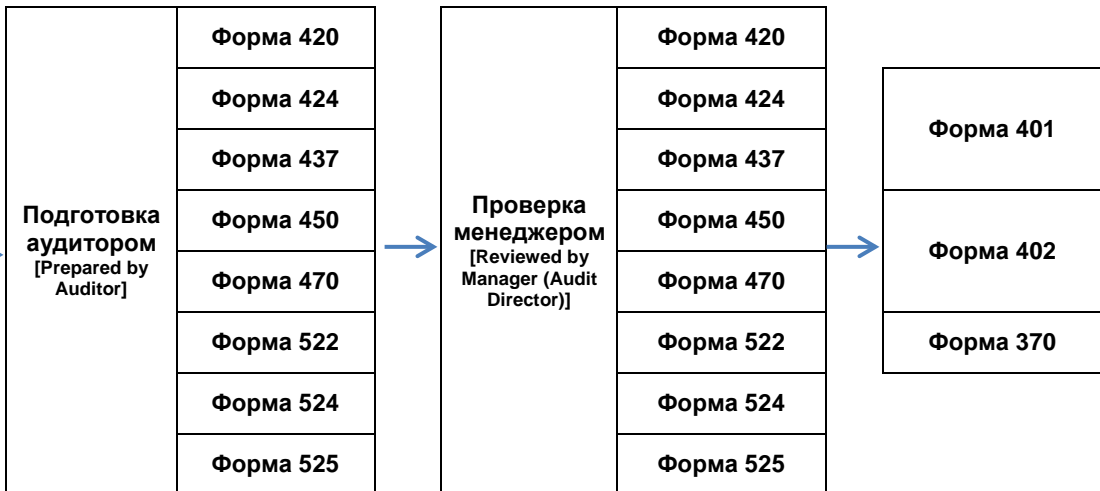 Подготовка
аудитором
[Prepared by
Auditor]
Форма 420
Форма 424
Форма 437
Форма 450
Форма 470
Форма 522
Форма 524
Форма 525
Проверка
менеджером
[Reviewed by
Manager (Audit
Director)]
Форма 420
Форма 424
Форма 437
Форма 450
Форма 470
Форма 522
Форма 524
Форма 525
Форма 401
Форма 402
Форма 370